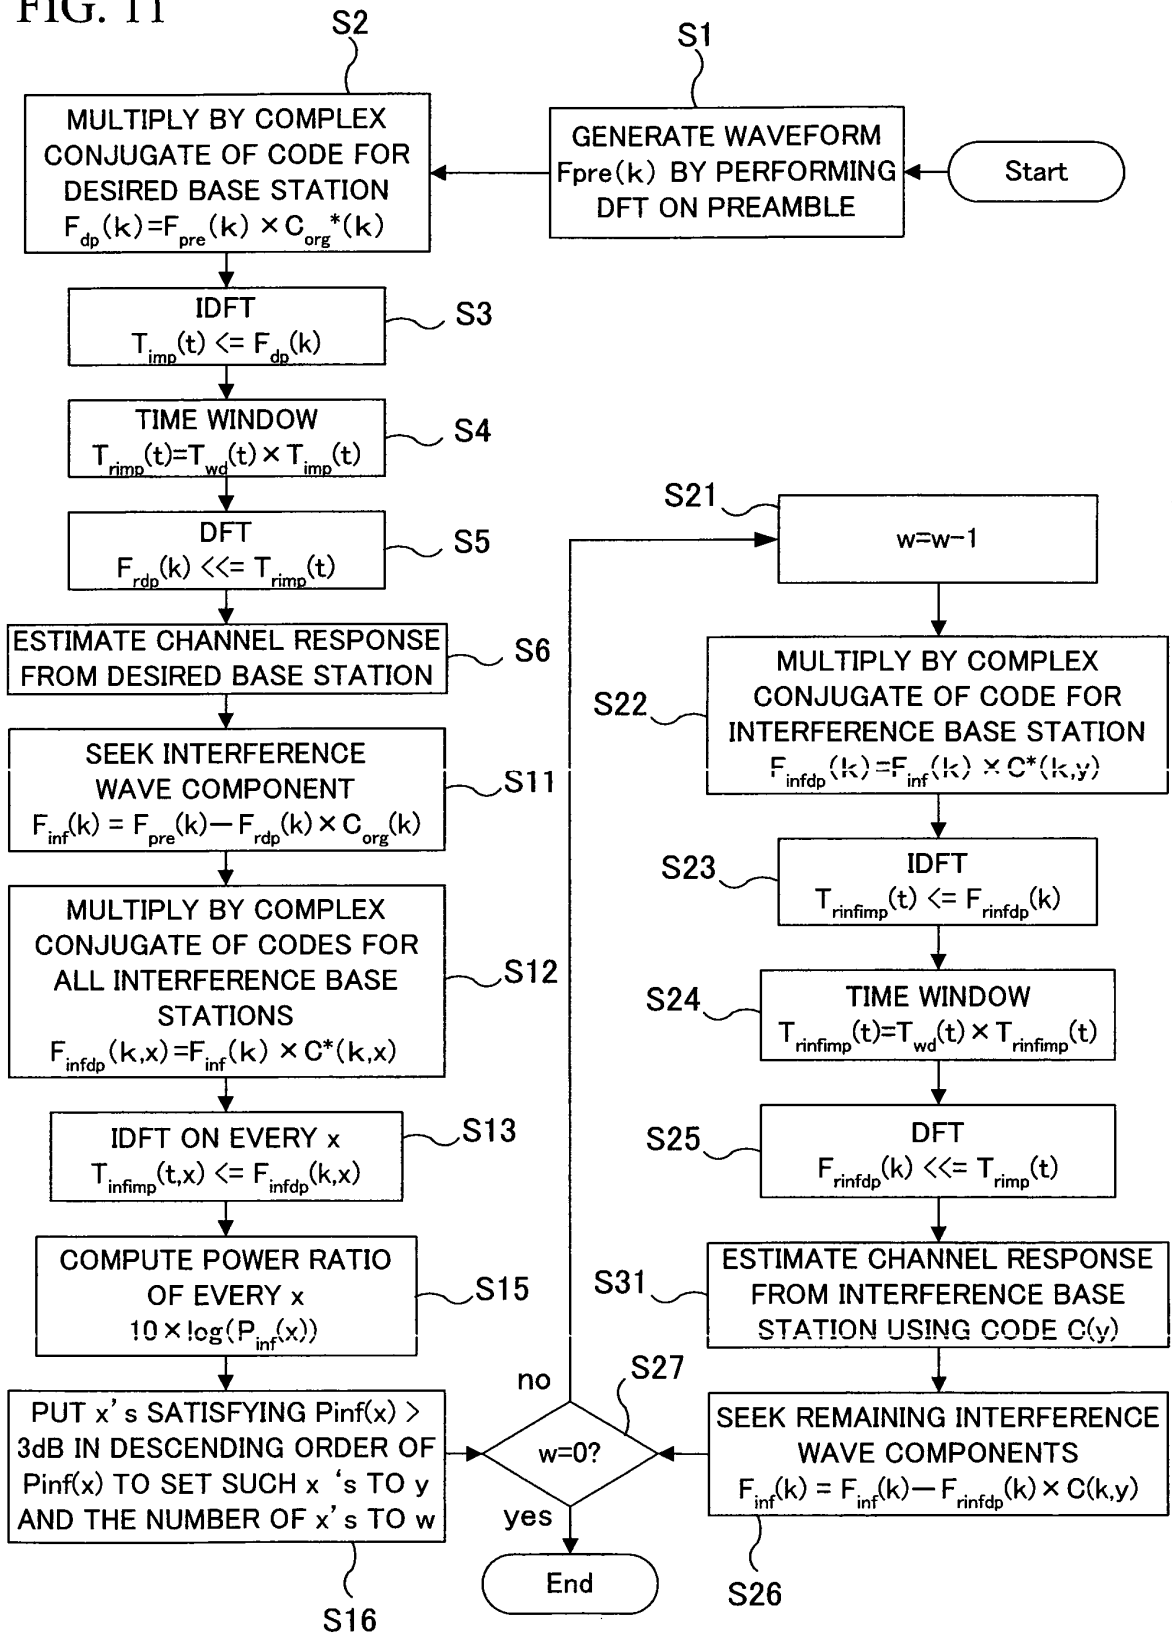 FIG. 11
Start
S1
GENERATE WAVEFORM
Fpre(k) BY PERFORMING
DFT ON PREAMBLE
S2
MULTIPLY BY COMPLEX
CONJUGATE OF CODE FOR
DESIRED BASE STATION
F_dp(k)=F_pre(k)×C_org*(k)
IDFT
T_imp(t) <= F_dp(k)
S3
TIME WINDOW
T_rimp(t)=T_wd(t)×T_imp(t)
S4
DFT
F_rdp(k) <<= T_rimp(t)
S5
ESTIMATE CHANNEL RESPONSE
FROM DESIRED BASE STATION
S6
SEEK INTERFERENCE
WAVE COMPONENT
F_inf(k) = F_pre(k)−F_rdp(k)×C_org(k)
S11
MULTIPLY BY COMPLEX
CONJUGATE OF CODES FOR
ALL INTERFERENCE BASE
STATIONS
F_infdp(k,x)=F_inf(k)×C*(k,x)
S12
IDFT ON EVERY x
T_infimp(t,x) <= F_infdp(k,x)
S13
COMPUTE POWER RATIO
OF EVERY x
10×log(P_inf(x))
S15
PUT x's SATISFYING Pinf(x) >
3dB IN DESCENDING ORDER OF
Pinf(x) TO SET SUCH x 's TO y
AND THE NUMBER OF x's TO w
S16
w=0?
S27
no
yes
End
S21
w=w-1
S22
MULTIPLY BY COMPLEX
CONJUGATE OF CODE FOR
INTERFERENCE BASE STATION
F_infdp(k)=F_inf(k)×C*(k,y)
S23
IDFT
T_rinfimp(t) <= F_rinfdp(k)
S24
TIME WINDOW
T_rinfimp(t)=T_wd(t)×T_rinfimp(t)
S25
DFT
F_rinfdp(k) <<= T_rimp(t)
S31
ESTIMATE CHANNEL RESPONSE
FROM INTERFERENCE BASE
STATION USING CODE C(y)
SEEK REMAINING INTERFERENCE
WAVE COMPONENTS
F_inf(k) = F_inf(k)−F_rinfdp(k)×C(k,y)
S26